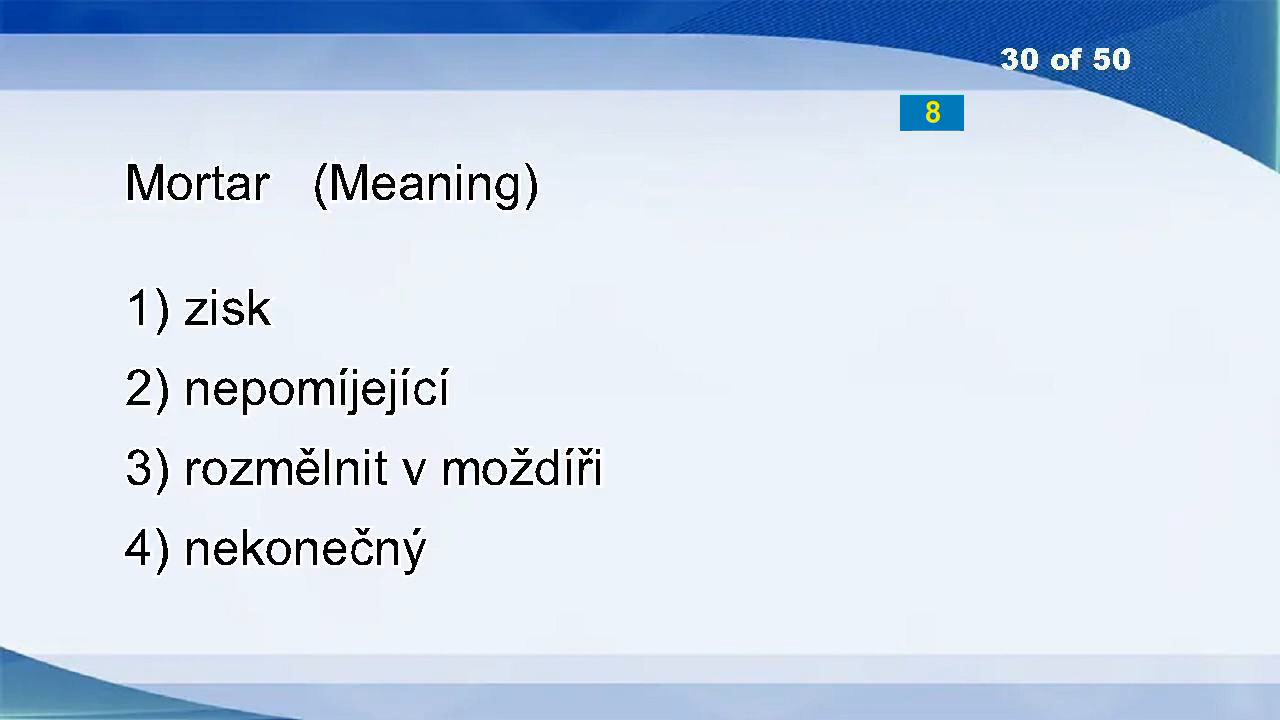 30 of 50
8
Mortar (Meaning)
1) zisk
2) nepomíjející
3) rozmělnit v moždíři
4) nekonečný